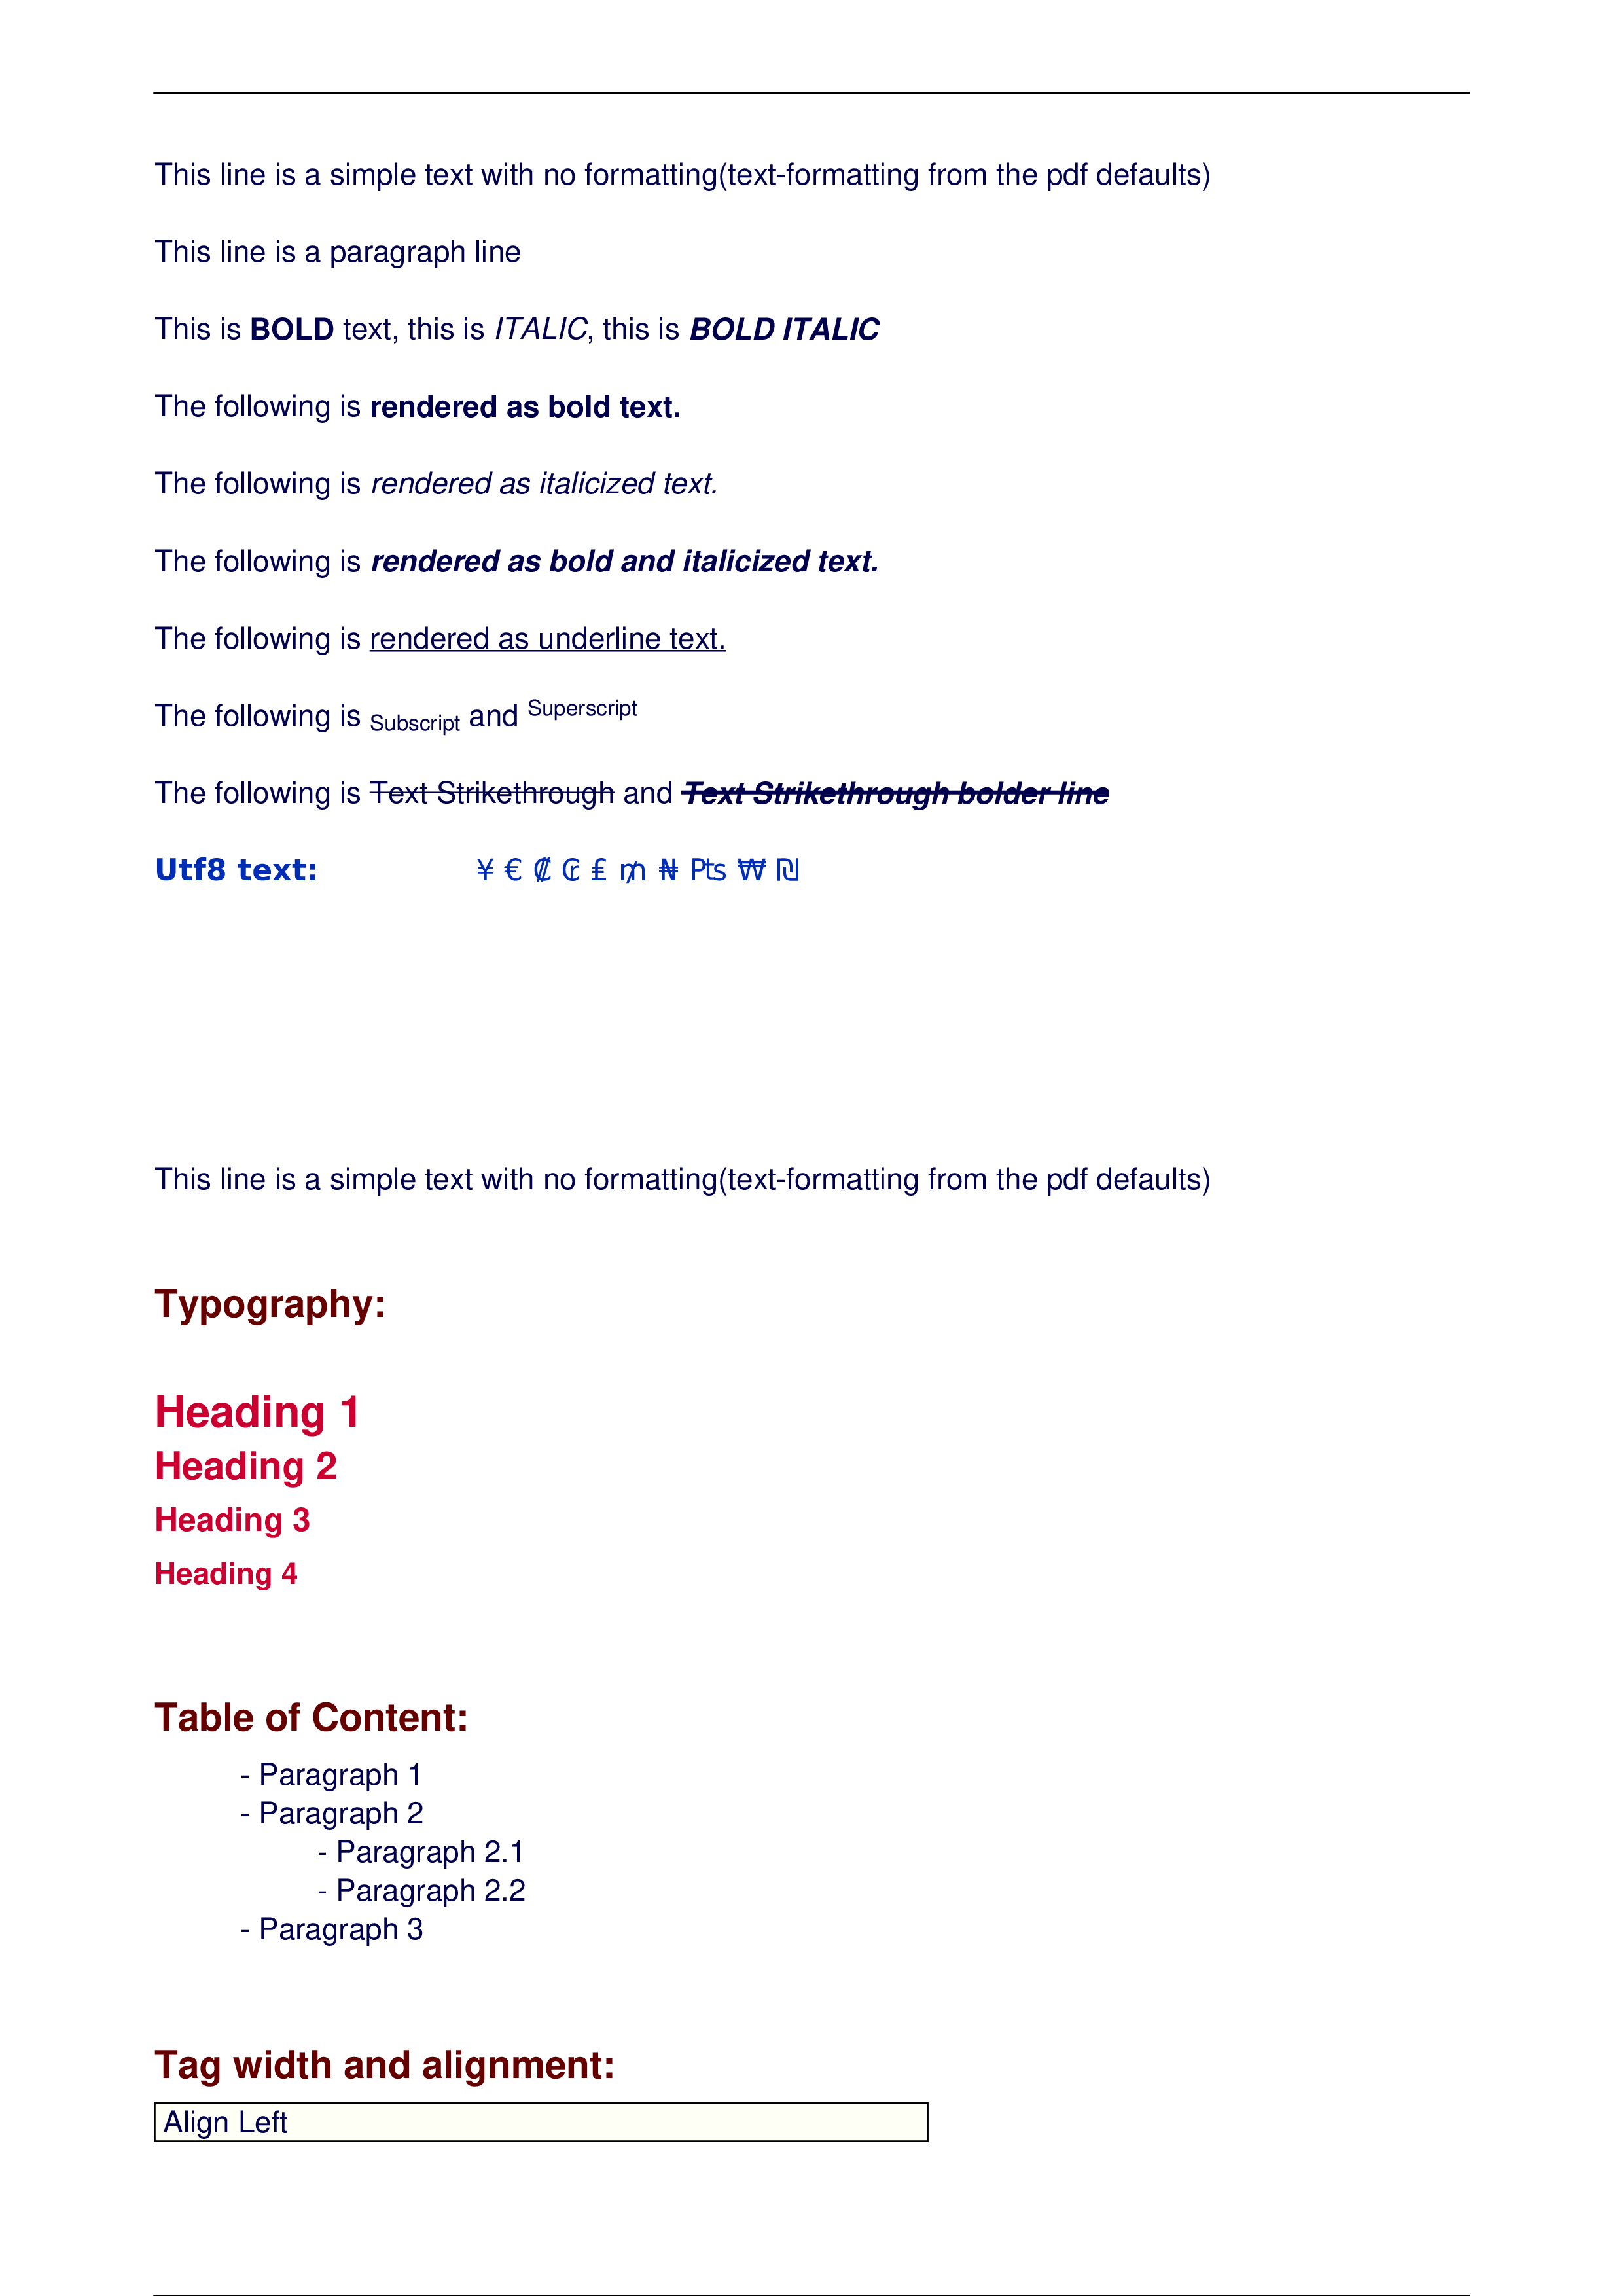 This line is a simple text with no formatting(text-formatting from the pdf defaults)
This line is a paragraph line
This is BOLD text, this is ITALIC, this is BOLD ITALIC
The following is rendered as bold text.
The following is rendered as italicized text.
The following is rendered as bold and italicized text.
The following is rendered as underline text.
The following is Subscript and Superscript
The following is Text Strikethrough and Text Strikethrough bolder line
Utf8 text: ¥ € ₡ ₢ ₤ ₥ ₦ ₧ ₩ ₪
This line is a simple text with no formatting(text-formatting from the pdf defaults)
Typography:
Heading 1
Heading 2
Heading 3
Heading 4
Table of Content:
- Paragraph 1
- Paragraph 2
- Paragraph 2.1
- Paragraph 2.2
- Paragraph 3
Tag width and alignment:
Align Left